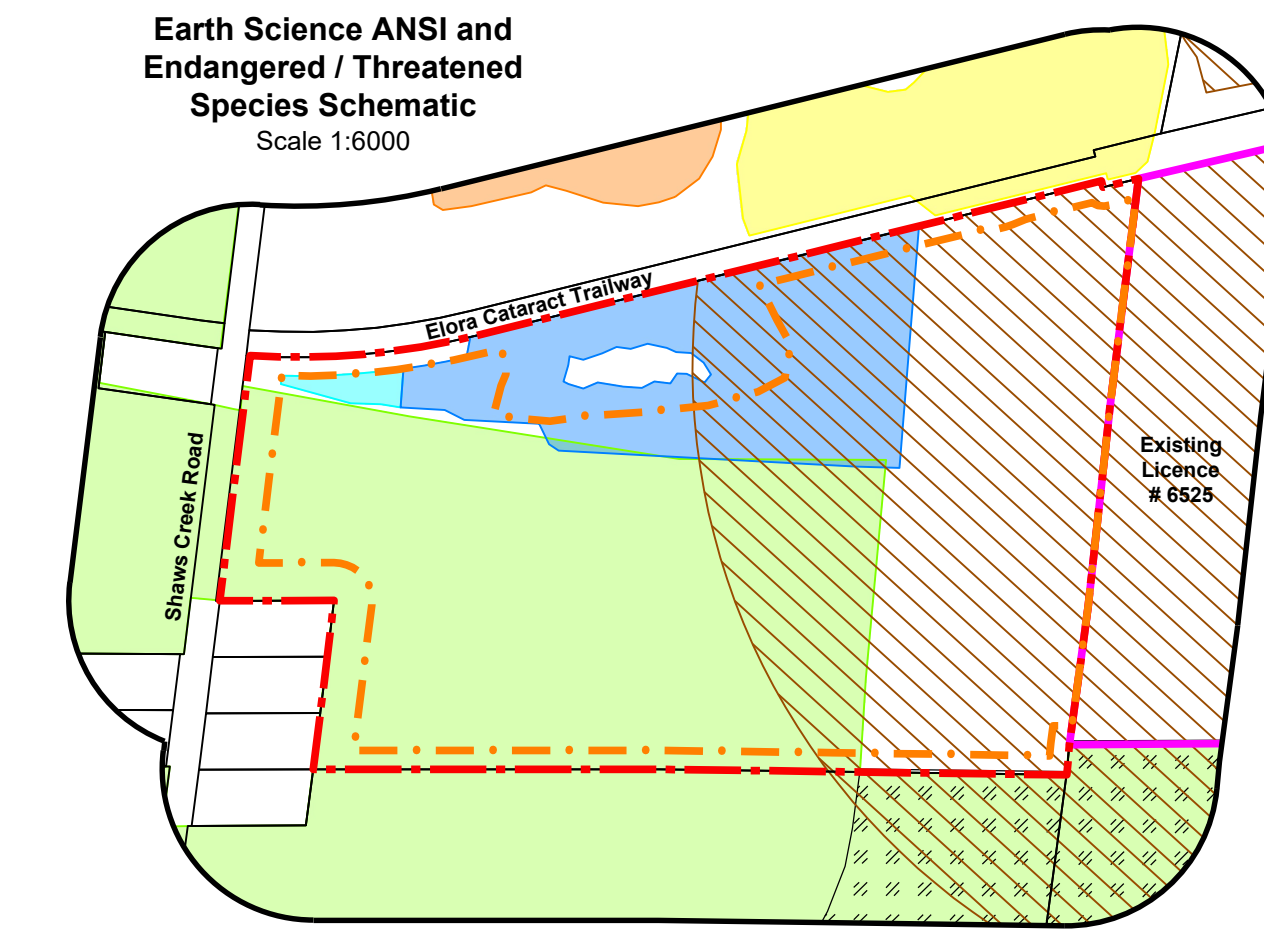 Earth Science ANSI and
Endangered / Threatened
Species Schematic
Scale 1:6000
Elora Cataract Trailway
Shaws Creek Road
Existing
Licence
# 6525